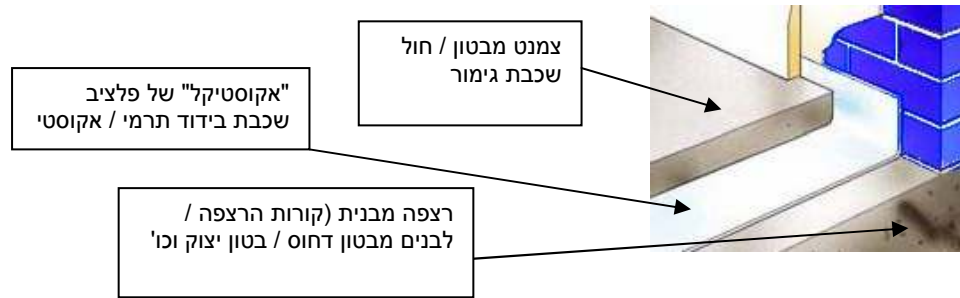 צמנט מבטון / חול
שכבת גימור
"אקוסטיקל" של פלציב
שכבת בידוד תרמי / אקוסטי
רצפה מבנית (קורות הרצפה /
לבנים מבטון דחוס / בטון יצוק וכו'